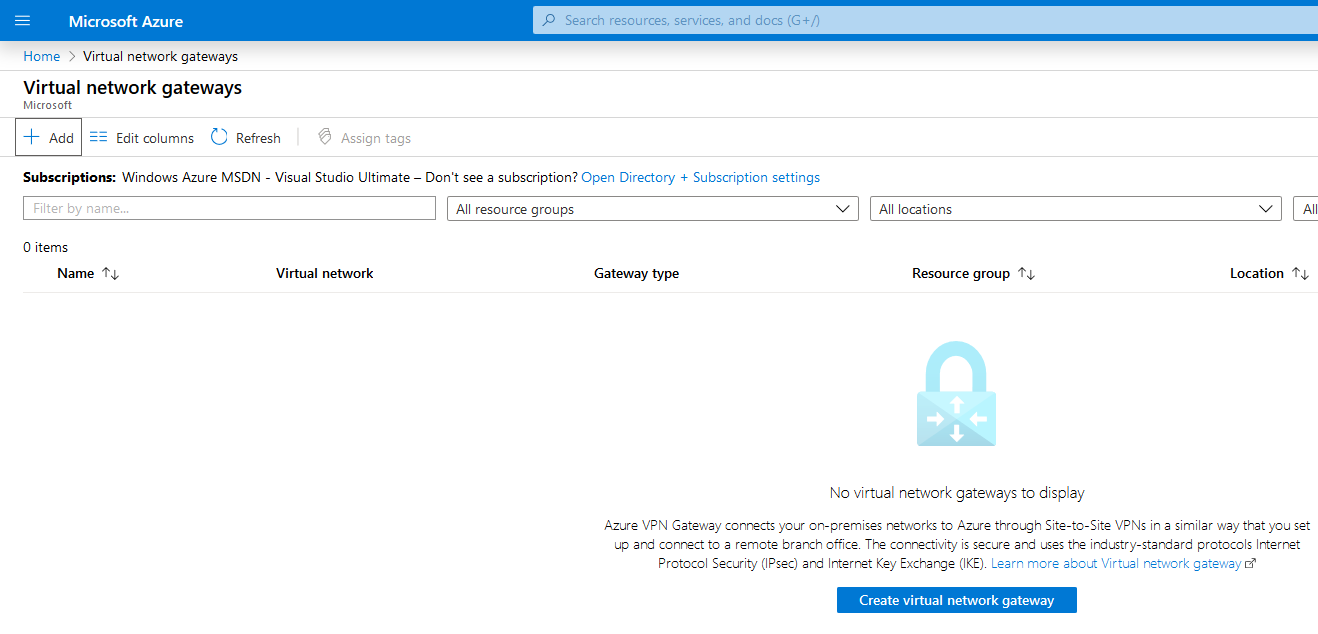 Microsoft Azure
Search resources, services, and docs (G+/)
Home > Virtual network gateways
Virtual network gateways
Microsoft
Add Edit columns Refresh Assign tags
Subscriptions: Windows Azure MSDN - Visual Studio Ultimate – Don't see a subscription? Open Directory + Subscription settings
Filter by name... All resource groups All locations All
0 items
Name Virtual network Gateway type Resource group Location
No virtual network gateways to display
Azure VPN Gateway connects your on-premises networks to Azure through Site-to-Site VPNs in a similar way that you set
up and connect to a remote branch office. The connectivity is secure and uses the industry-standard protocols Internet
Protocol Security (IPsec) and Internet Key Exchange (IKE). Learn more about Virtual network gateway
Create virtual network gateway